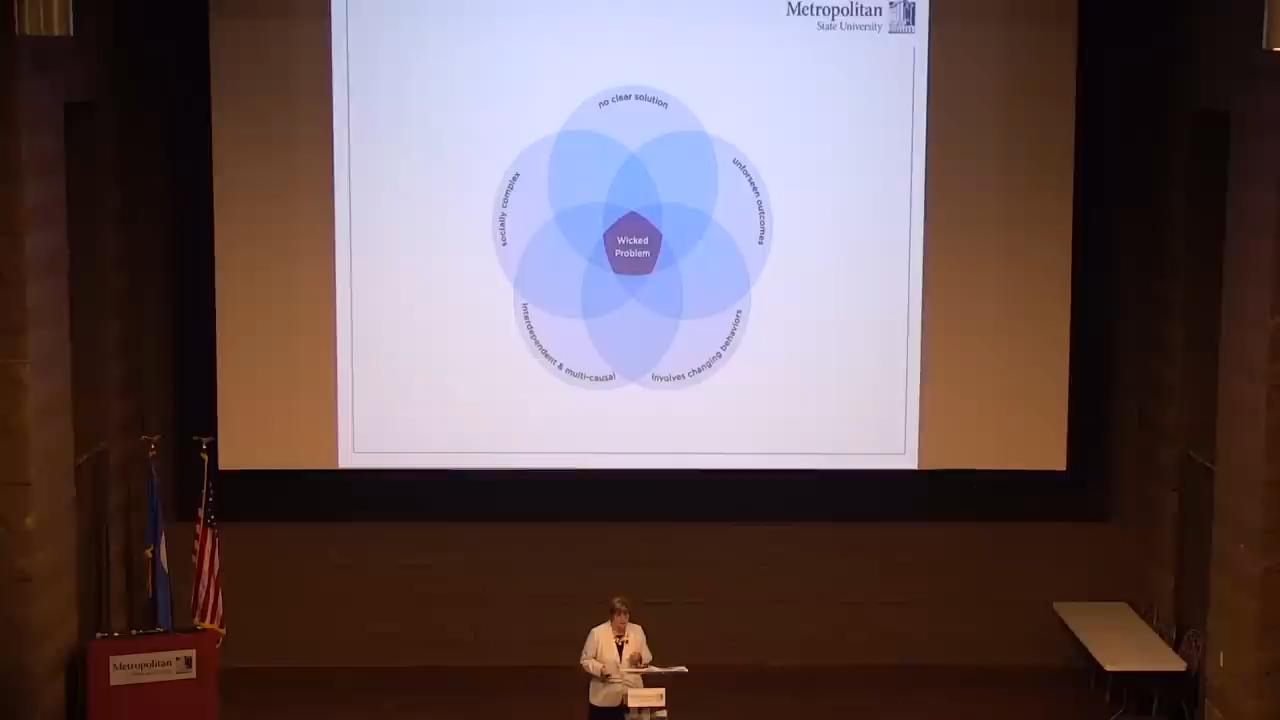 Metropolitan
State University
no clear solution
socially complex
unforseen outcomes
Wicked
Problem
Interdependent & multi-causal
involves changing behaviors
Metropolitan